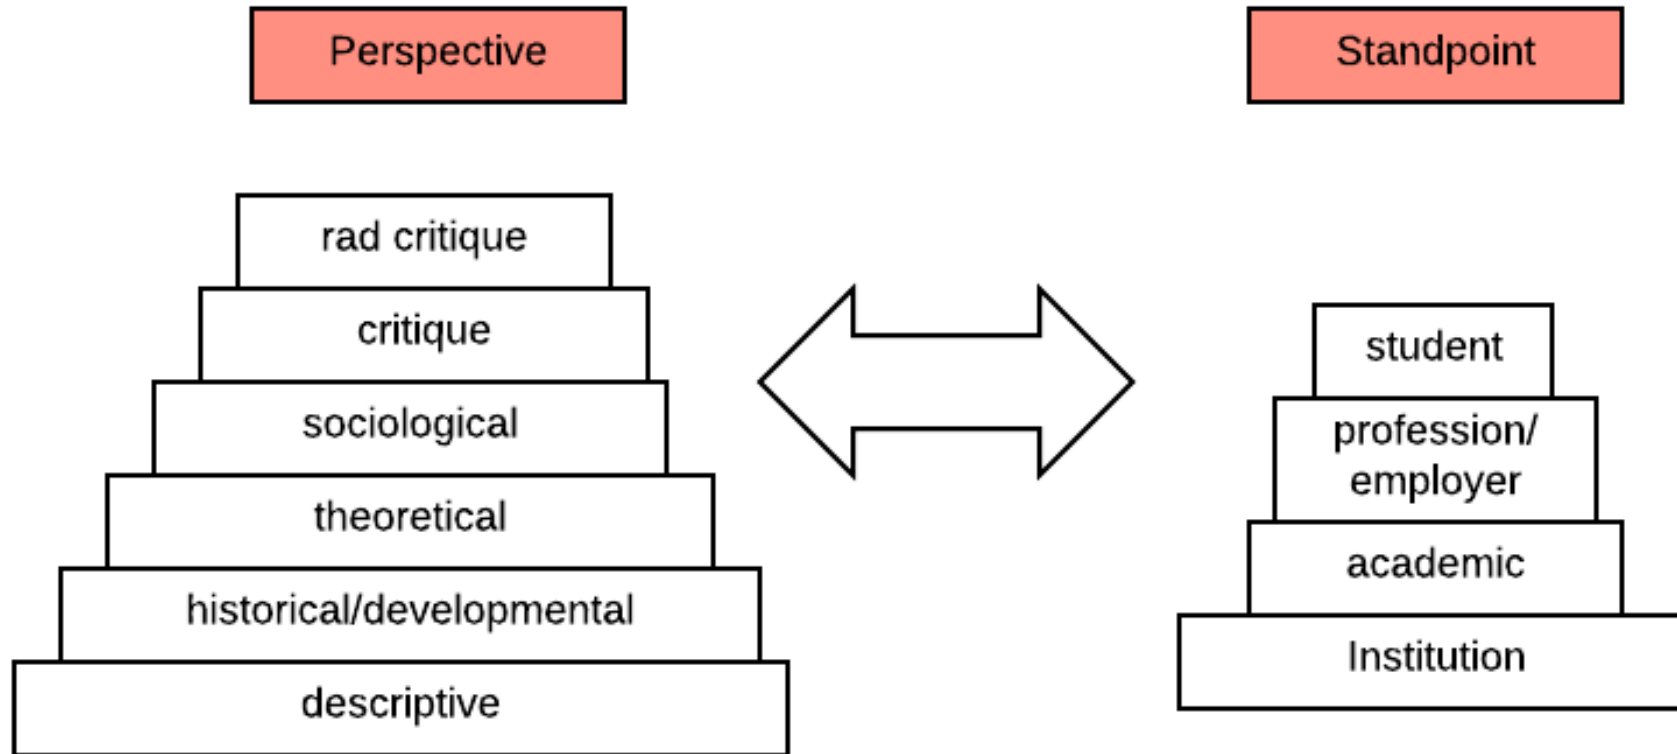 Perspective
Standpoint
rad critique
critique
sociological
theoretical
historical/developmental
descriptive
student
profession/
employer
academic
Institution